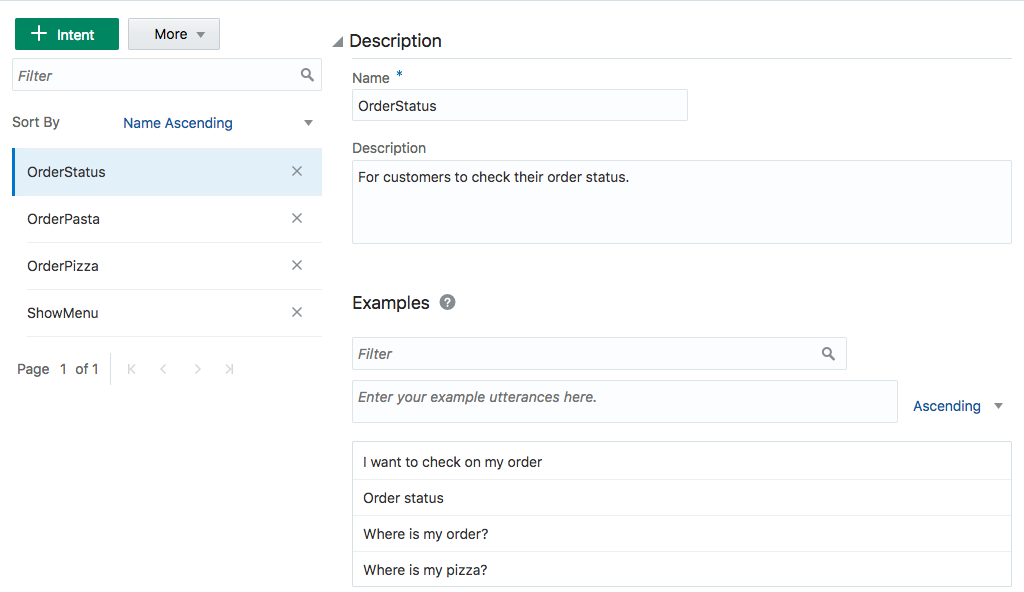 Intent
More
Filter
Sort By
Name Ascending
OrderStatus
OrderPasta
OrderPizza
ShowMenu
Page 1 of 1
Description
Name *
OrderStatus
Description
For customers to check their order status.
Examples ?
Filter
Enter your example utterances here.
Ascending
I want to check on my order
Order status
Where is my order?
Where is my pizza?